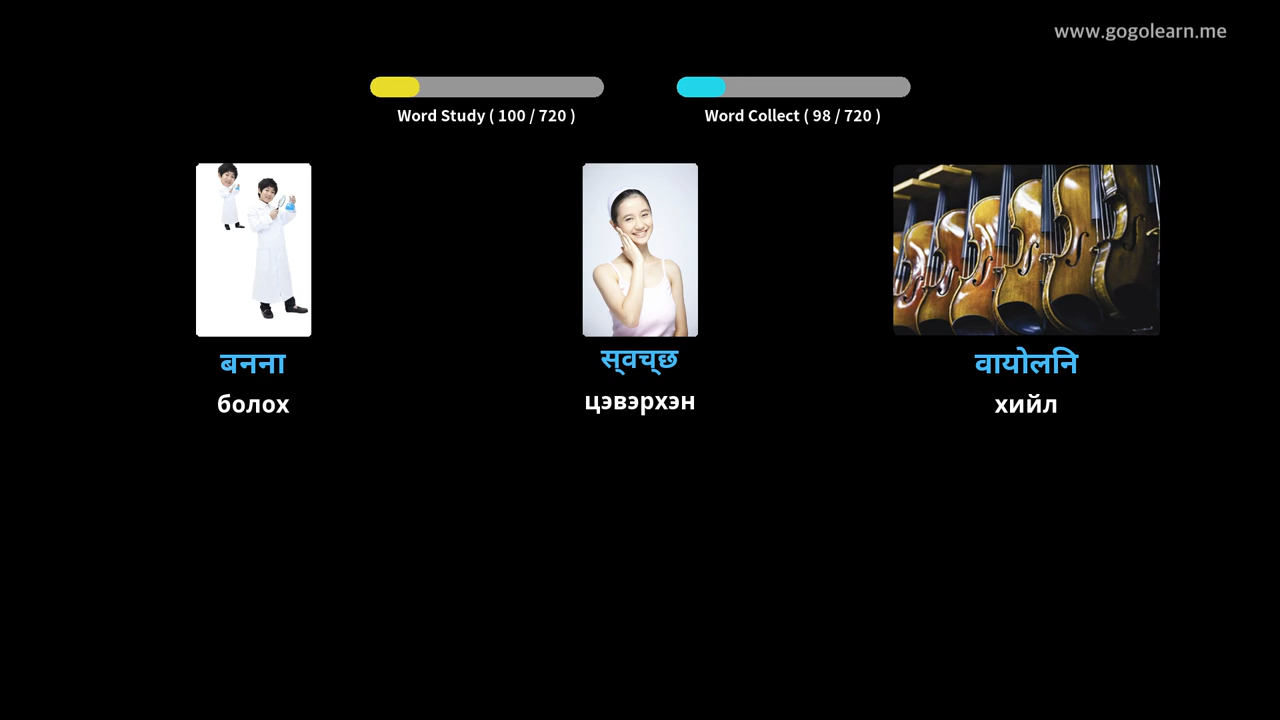 www.gogolearn.me
Word Study ( 100 / 720 )
Word Collect ( 98 / 720 )
बनना
स्वच्छ
वायोलनि
болох
цэвэрхэн
хийл